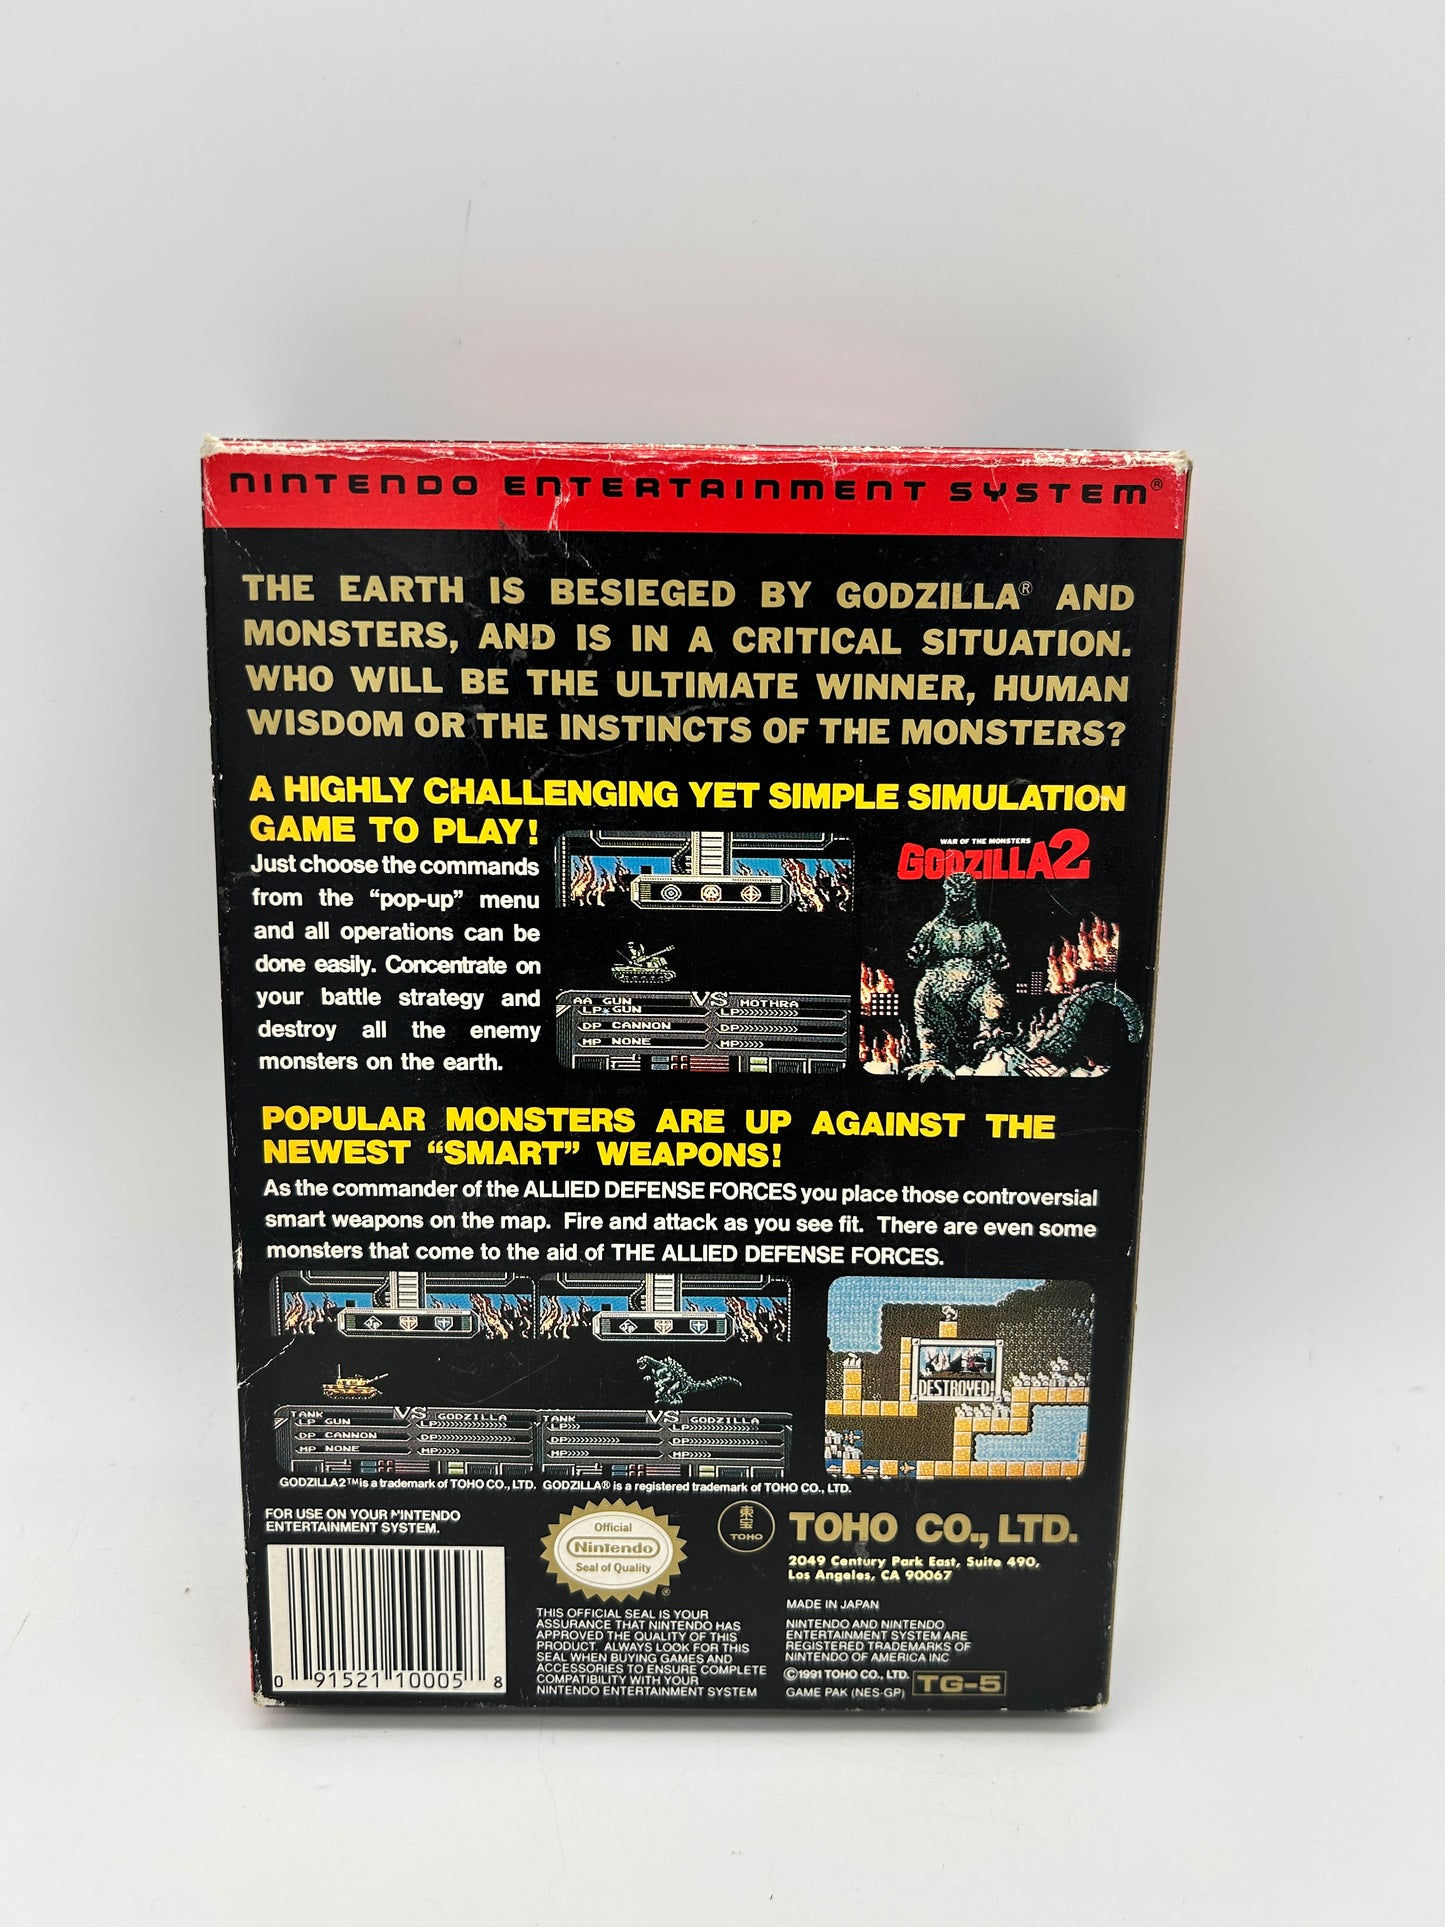 NINTENDO ENTERTAINMENT SYSTEM®
THE EARTH IS BESIEGED BY GODZILLA® AND
MONSTERS, AND IS IN A CRITICAL SITUATION.
WHO WILL BE THE ULTIMATE WINNER, HUMAN
WISDOM OR THE INSTINCTS OF THE MONSTERS?
A HIGHLY CHALLENGING YET SIMPLE SIMULATION
GAME TO PLAY!
Just choose the commands
from the “pop-up” menu
and all operations can be
done easily. Concentrate on
your battle strategy and
destroy all the enemy
monsters on the earth.
AA GUN VS MOTHRA
LP GUN LP
DP CANNON DP
MP NONE MP
WAR OF THE MONSTERS
GODZILLA 2
POPULAR MONSTERS ARE UP AGAINST THE
NEWEST “SMART” WEAPONS!
As the commander of the ALLIED DEFENSE FORCES you place those controversial
smart weapons on the map. Fire and attack as you see fit. There are even some
monsters that come to the aid of THE ALLIED DEFENSE FORCES.
TANK VS GODZILLA
LP GUN LP
DP CANNON DP
MP NONE MP
TANK VS GODZILLA
LP LP
DP DP
MP MP
DESTROYED!
GODZILLA2™ is a trademark of TOHO CO., LTD. GODZILLA® is a registered trademark of TOHO CO., LTD.
FOR USE ON YOUR NINTENDO
ENTERTAINMENT SYSTEM.
0 91521 10005 8
Official
Nintendo
Seal of Quality
®
THIS OFFICIAL SEAL IS YOUR
ASSURANCE THAT NINTENDO HAS
APPROVED THE QUALITY OF THIS
PRODUCT. ALWAYS LOOK FOR THIS
SEAL WHEN BUYING GAMES AND
ACCESSORIES TO ENSURE COMPLETE
COMPATIBILITY WITH YOUR
NINTENDO ENTERTAINMENT SYSTEM
東宝
TOHO
TOHO CO., LTD.
2049 Century Park East, Suite 490,
Los Angeles, CA 90067
MADE IN JAPAN
NINTENDO AND NINTENDO
ENTERTAINMENT SYSTEM ARE
REGISTERED TRADEMARKS OF
NINTENDO OF AMERICA INC
©1991 TOHO CO., LTD.
GAME PAK (NES-GP) TG-5